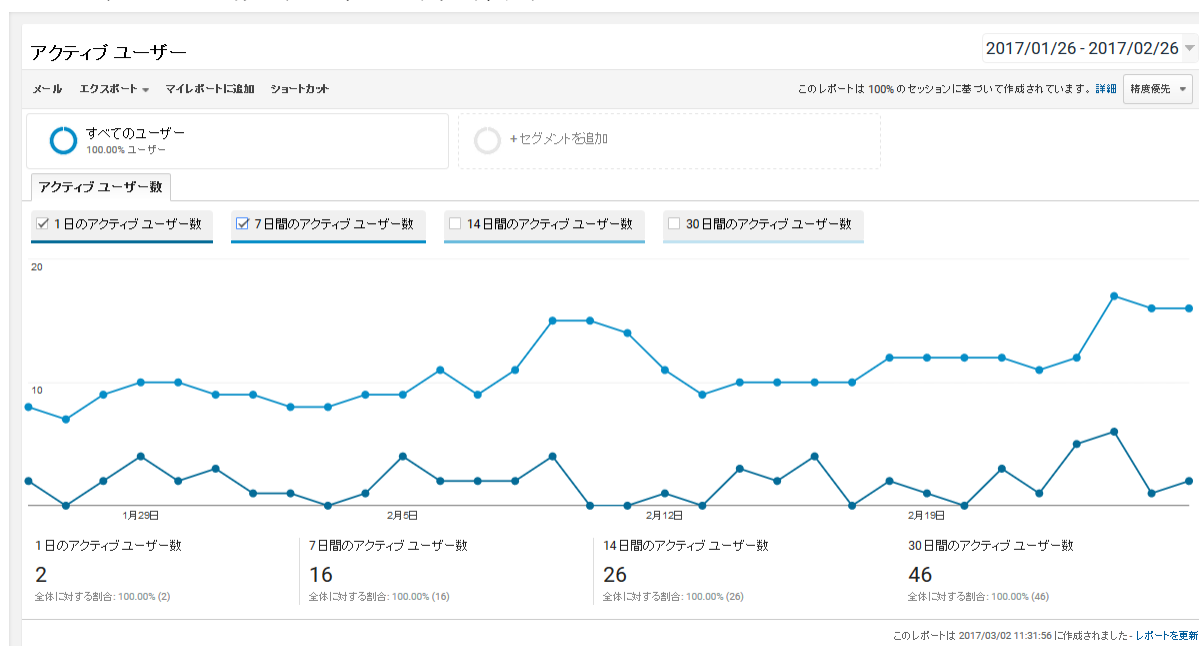 アクティブ ユーザー
2017/01/26 - 2017/02/26
メール エクスポート マイレポートに追加 ショートカット
このレポートは 100% のセッションに基づいて作成されています。詳細 精度優先
すべてのユーザー
100.00% ユーザー
+セグメントを追加
アクティブ ユーザー数
1 日のアクティブ ユーザー数 7 日間のアクティブ ユーザー数 14 日間のアクティブ ユーザー数 30 日間のアクティブ ユーザー数
20
10
1月29日 2月5日 2月12日 2月19日
1 日のアクティブ ユーザー数 7 日間のアクティブ ユーザー数 14 日間のアクティブ ユーザー数 30 日間のアクティブ ユーザー数
2 16 26 46
全体に対する割合: 100.00% (2) 全体に対する割合: 100.00% (16) 全体に対する割合: 100.00% (26) 全体に対する割合: 100.00% (46)
このレポートは 2017/03/02 11:31:56 に作成されました - レポートを更新